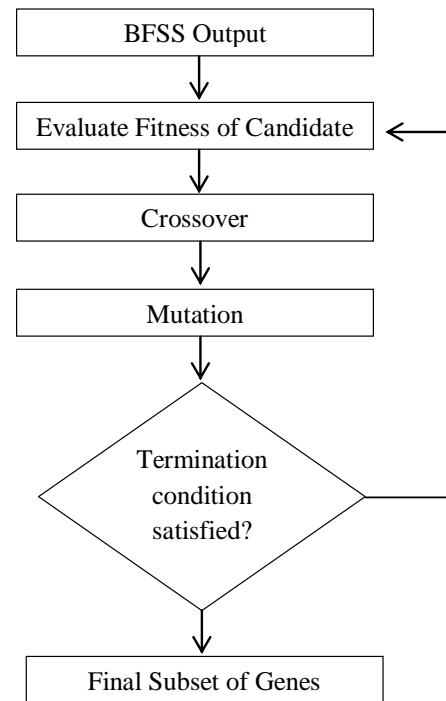 BFSS Output
Evaluate Fitness of Candidate
Crossover
Mutation
Termination
condition
satisfied?
Final Subset of Genes